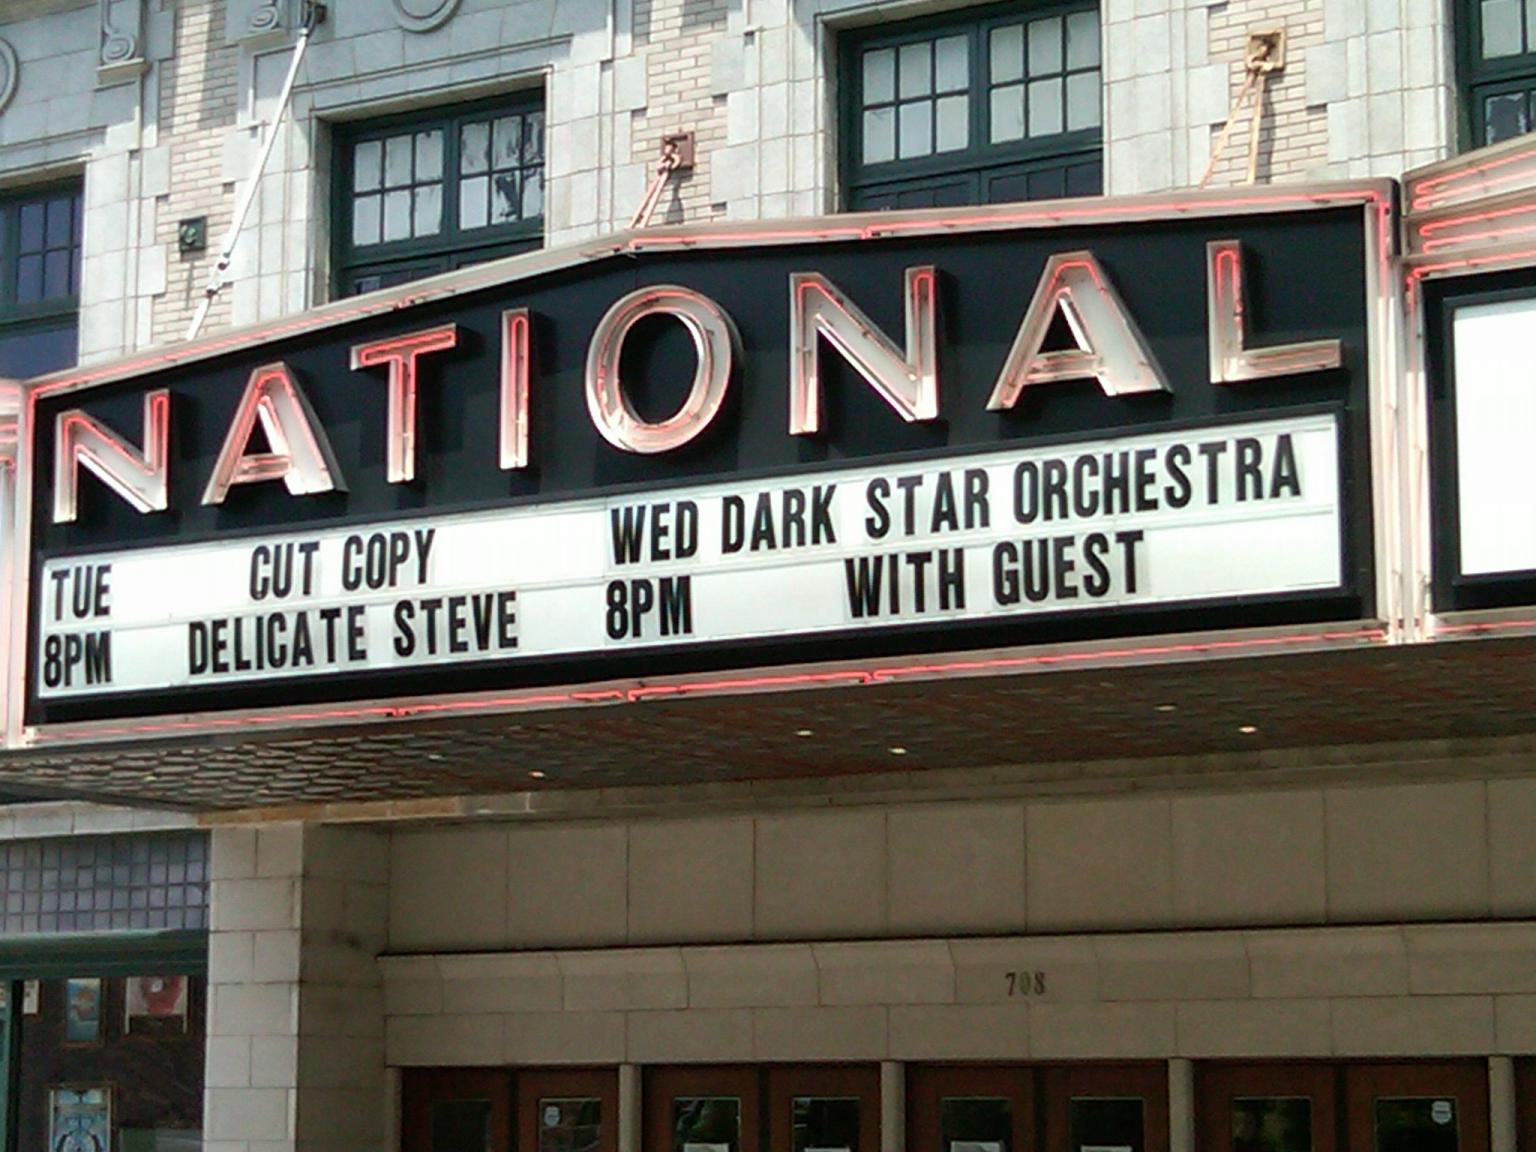 NATIONAL
TUE CUT COPY
8PM DELICATE STEVE
WED DARK STAR ORCHESTRA
8PM WITH GUEST
708